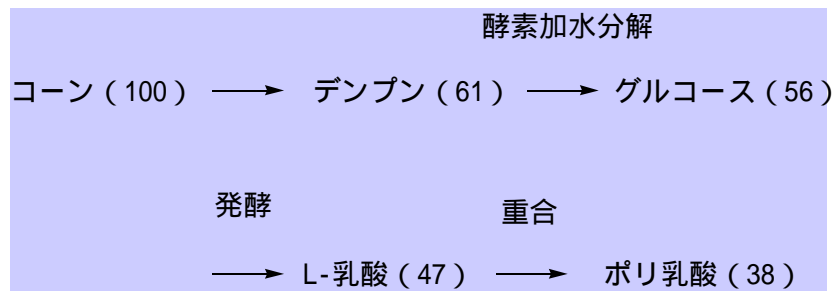 酵素加水分解
コーン(100) → デンプン(61) → グルコース(56)
発酵 重合
→ L-乳酸(47) → ポリ乳酸(38)